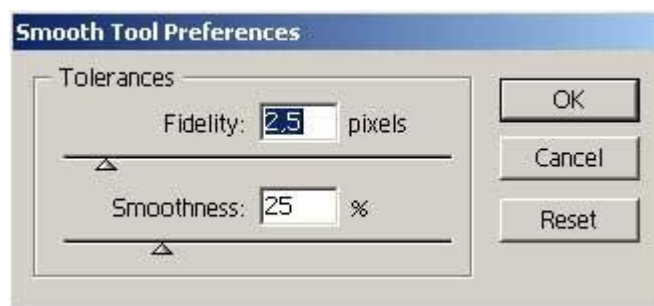 Smooth Tool Preferences
Tolerances
Fidelity: 2,5 pixels
Smoothness: 25 %
OK
Cancel
Reset